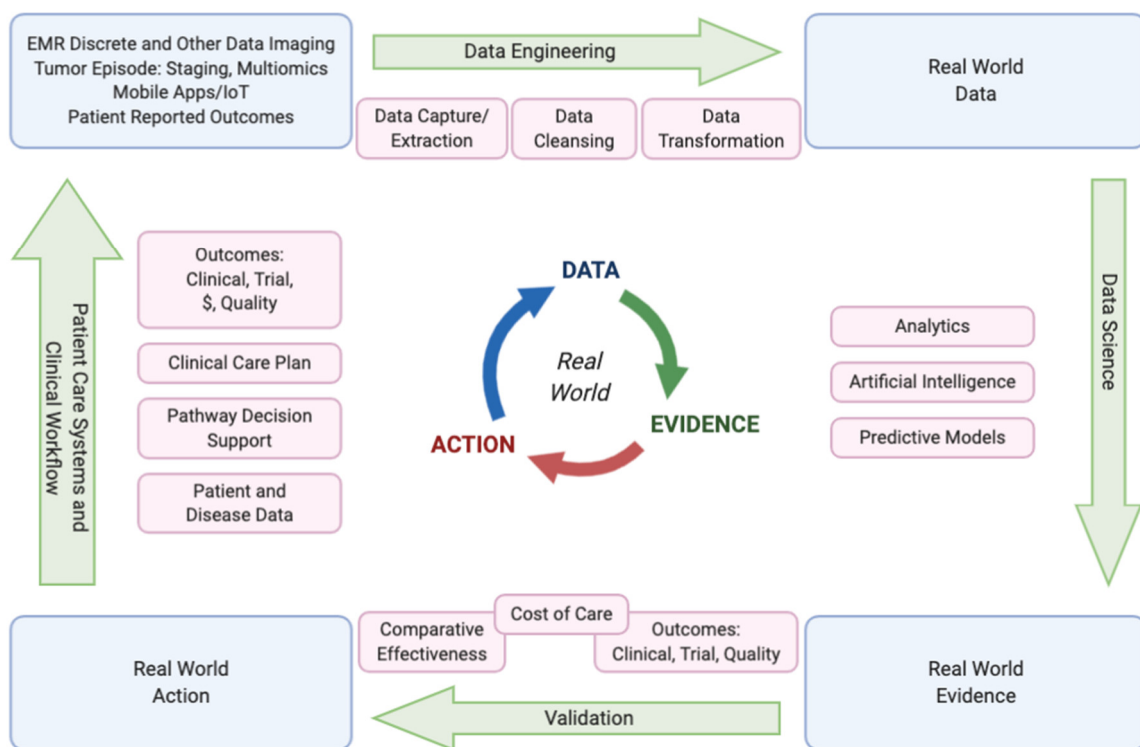 EMR Discrete and Other Data Imaging
Tumor Episode: Staging, Multiomics
Mobile Apps/IoT
Patient Reported Outcomes
Data Engineering
Data Capture/
Extraction
Data
Cleansing
Data
Transformation
Real World
Data
Patient Care Systems and
Clinical Workflow
Outcomes:
Clinical, Trial,
$, Quality
Clinical Care Plan
Pathway Decision
Support
Patient and
Disease Data
DATA
Real
World
EVIDENCE
ACTION
Analytics
Artificial Intelligence
Predictive Models
Data Science
Real World
Action
Comparative
Effectiveness
Cost of Care
Outcomes:
Clinical, Trial, Quality
Validation
Real World
Evidence